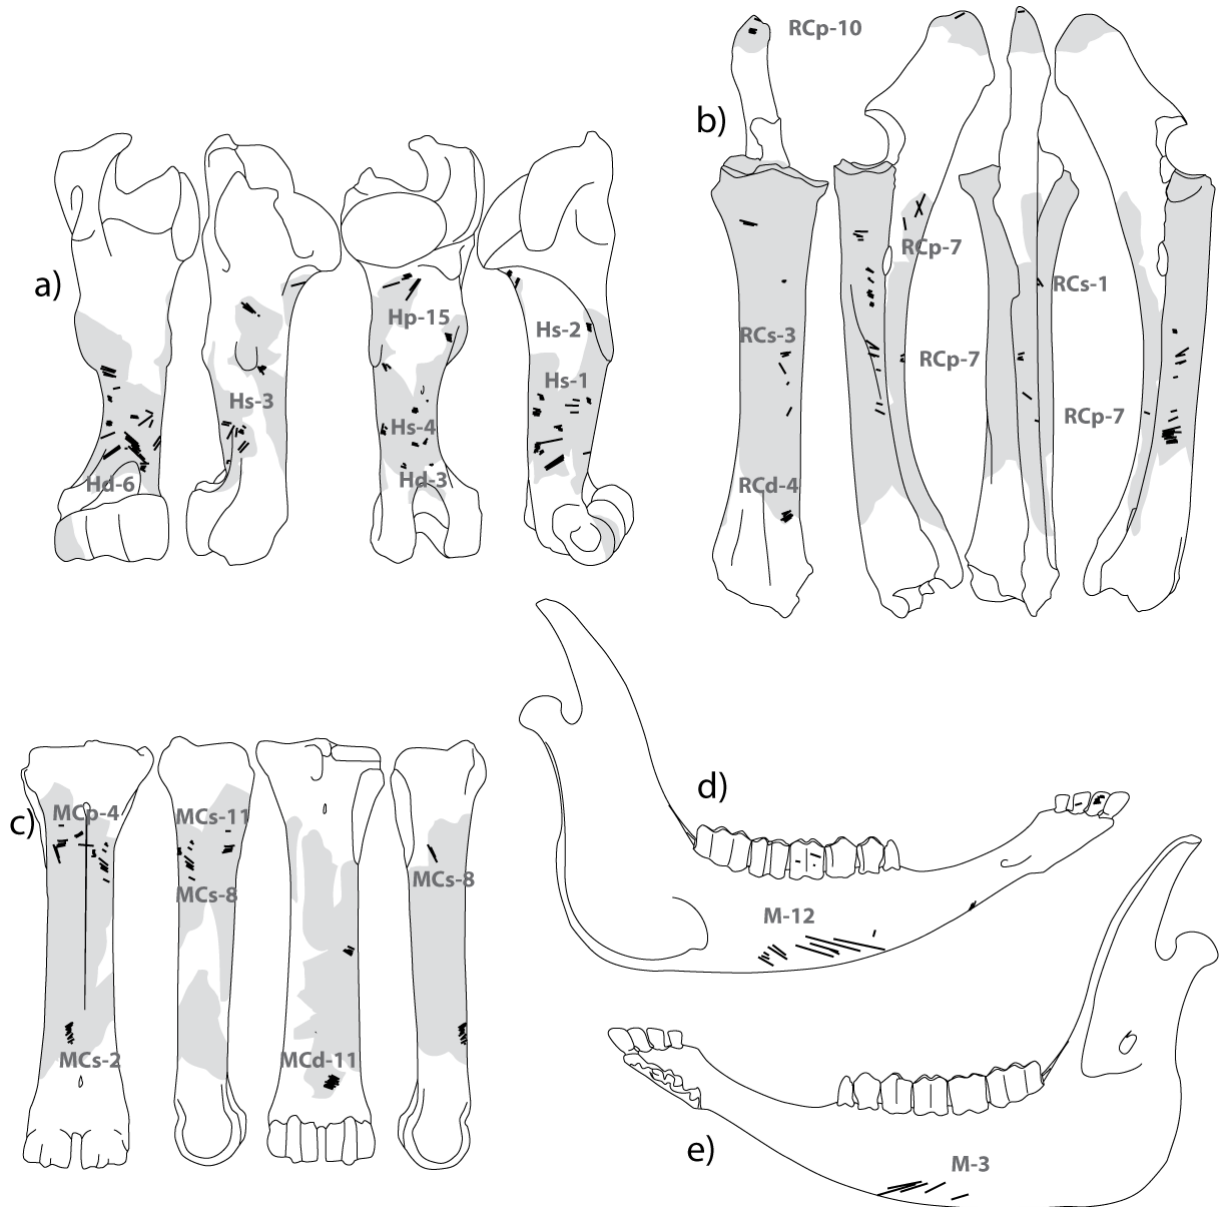 a)
Hp-15
Hs-2
Hs-1
Hs-3
Hs-4
Hd-6
Hd-3
b)
RCp-10
RCp-7
RCs-1
RCs-3
RCp-7
RCp-7
RCd-4
c)
MCp-4
MCs-11
MCs-8
MCs-8
MCs-2
MCd-11
d)
M-12
e)
M-3